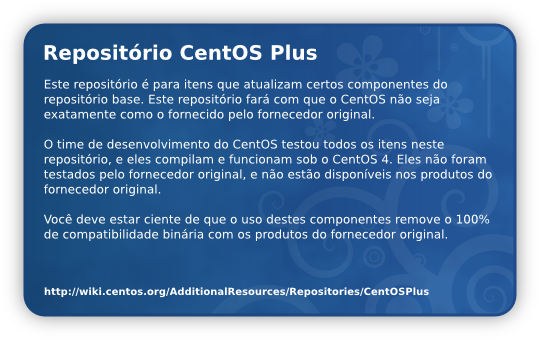 Repositório CentOS Plus
Este repositório é para itens que atualizam certos componentes do
repositório base. Este repositório fará com que o CentOS não seja
exatamente como o fornecido pelo fornecedor original.
O time de desenvolvimento do CentOS testou todos os itens neste
repositório, e eles compilam e funcionam sob o CentOS 4. Eles não foram
testados pelo fornecedor original, e não estão disponíveis nos produtos do
fornecedor original.
Você deve estar ciente de que o uso destes componentes remove o 100%
de compatibilidade binária com os produtos do fornecedor original.
http://wiki.centos.org/AdditionalResources/Repositories/CentOSPlus